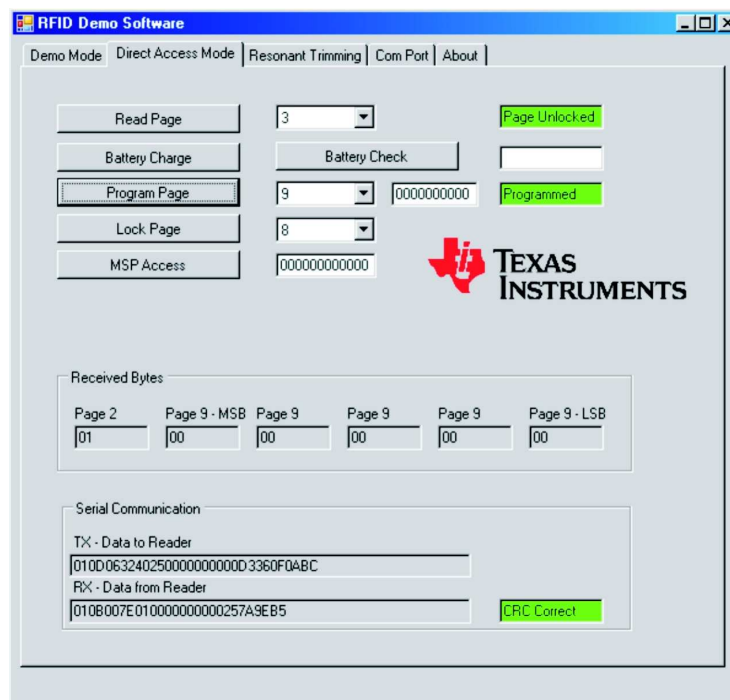 RFID Demo Software
Demo Mode Direct Access Mode Resonant Trimming Com Port About
Read Page 3 Page Unlocked
Battery Charge Battery Check
Program Page 9 0000000000 Programmed
Lock Page 8
MSP Access 000000000000
TEXAS
INSTRUMENTS
Received Bytes
Page 2 Page 9 - MSB Page 9 Page 9 Page 9 Page 9 - LSB
01 00 00 00 00 00
Serial Communication
TX - Data to Reader
010D063240250000000000D3360F0ABC
RX - Data from Reader
010B007E010000000000257A9EB5 CRC Correct